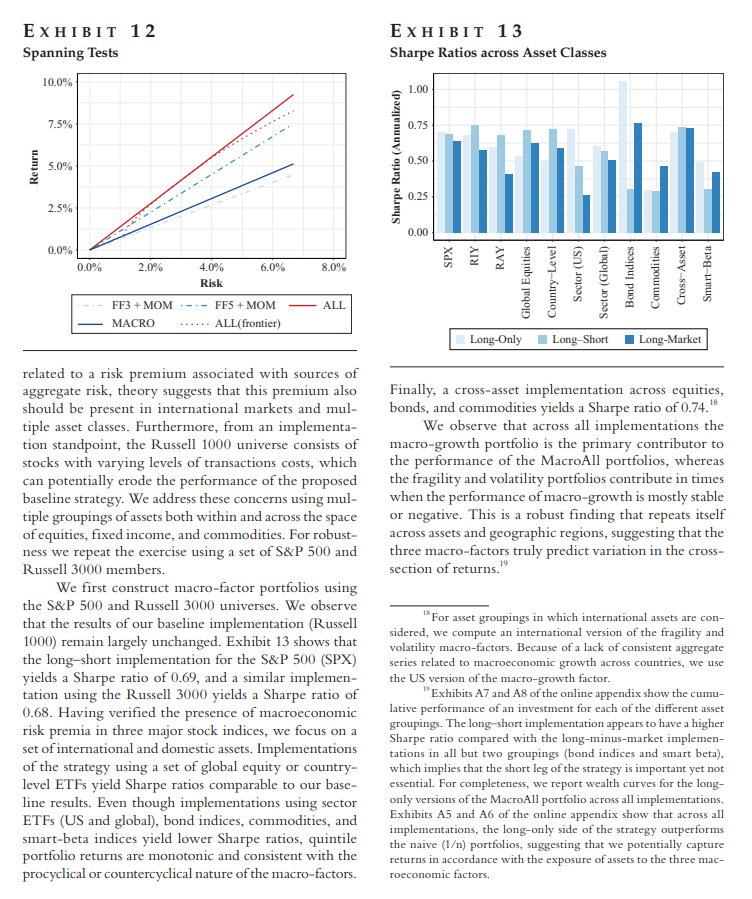 EXHIBIT 12
Spanning Tests
10.0%
7.5%
5.0%
2.5%
0.0%
Return
0.0% 2.0% 4.0% 6.0% 8.0%
Risk
FF3 + MOM FF5 + MOM ALL
MACRO ALL(frontier)
related to a risk premium associated with sources of
aggregate risk, theory suggests that this premium also
should be present in international markets and mul-
tiple asset classes. Furthermore, from an implementa-
tion standpoint, the Russell 1000 universe consists of
stocks with varying levels of transactions costs, which
can potentially erode the performance of the proposed
baseline strategy. We address these concerns using mul-
tiple groupings of assets both within and across the space
of equities, fixed income, and commodities. For robust-
ness we repeat the exercise using a set of S&P 500 and
Russell 3000 members.
We first construct macro-factor portfolios using
the S&P 500 and Russell 3000 universes. We observe
that the results of our baseline implementation (Russell
1000) remain largely unchanged. Exhibit 13 shows that
the long–short implementation for the S&P 500 (SPX)
yields a Sharpe ratio of 0.69, and a similar implemen-
tation using the Russell 3000 yields a Sharpe ratio of
0.68. Having verified the presence of macroeconomic
risk premia in three major stock indices, we focus on a
set of international and domestic assets. Implementations
of the strategy using a set of global equity or country-
level ETFs yield Sharpe ratios comparable to our base-
line results. Even though implementations using sector
ETFs (US and global), bond indices, commodities, and
smart-beta indices yield lower Sharpe ratios, quintile
portfolio returns are monotonic and consistent with the
procyclical or countercyclical nature of the macro-factors.
EXHIBIT 13
Sharpe Ratios across Asset Classes
Sharpe Ratio (Annualized)
1.00
0.75
0.50
0.25
0.00
SPX
RIY
RAY
Global Equities
Country–Level
Sector (US)
Sector (Global)
Bond Indices
Commodities
Cross–Asset
Smart–Beta
Long-Only Long–Short Long-Market
Finally, a cross-asset implementation across equities,
bonds, and commodities yields a Sharpe ratio of 0.74.18
We observe that across all implementations the
macro-growth portfolio is the primary contributor to
the performance of the MacroAll portfolios, whereas
the fragility and volatility portfolios contribute in times
when the performance of macro-growth is mostly stable
or negative. This is a robust finding that repeats itself
across assets and geographic regions, suggesting that the
three macro-factors truly predict variation in the cross-
section of returns.19
18 For asset groupings in which international assets are con-
sidered, we compute an international version of the fragility and
volatility macro-factors. Because of a lack of consistent aggregate
series related to macroeconomic growth across countries, we use
the US version of the macro-growth factor.
19 Exhibits A7 and A8 of the online appendix show the cumu-
lative performance of an investment for each of the different asset
groupings. The long–short implementation appears to have a higher
Sharpe ratio compared with the long-minus-market implemen-
tations in all but two groupings (bond indices and smart beta),
which implies that the short leg of the strategy is important yet not
essential. For completeness, we report wealth curves for the long-
only versions of the MacroAll portfolio across all implementations.
Exhibits A5 and A6 of the online appendix show that across all
implementations, the long-only side of the strategy outperforms
the naive (1/n) portfolios, suggesting that we potentially capture
returns in accordance with the exposure of assets to the three mac-
roeconomic factors.